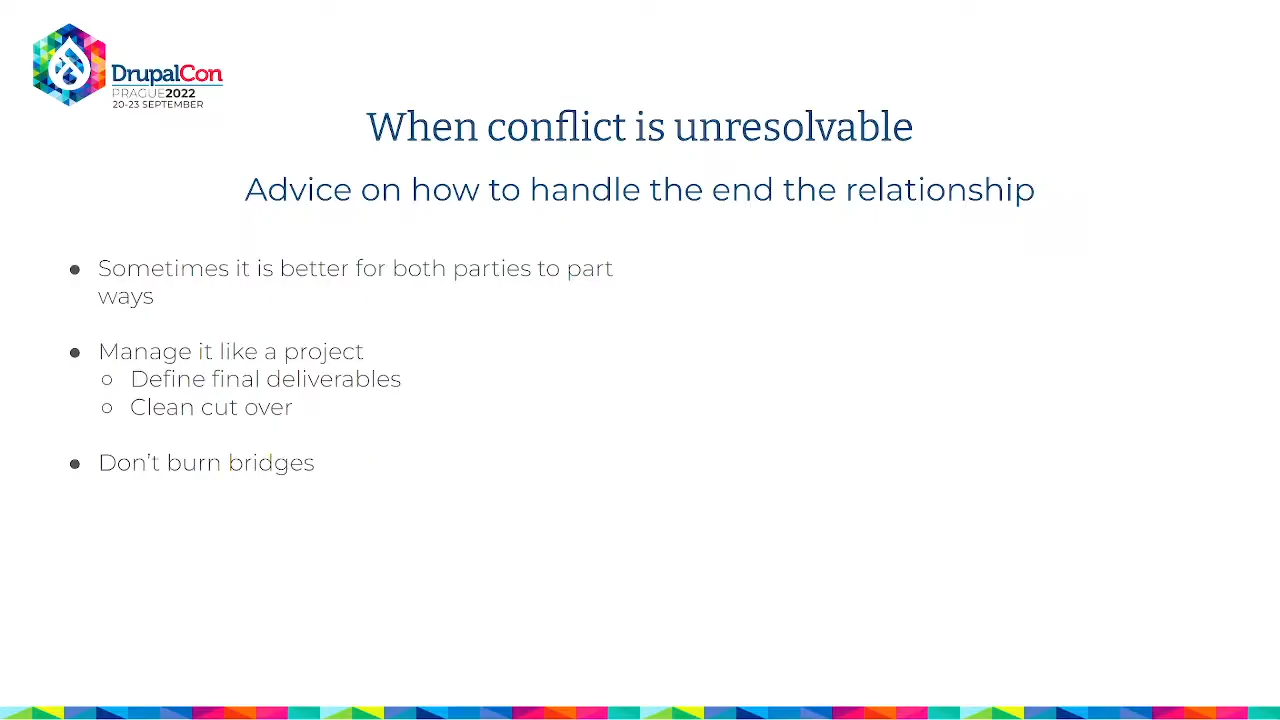 DrupalCon
PRAGUE2022
20-23 SEPTEMBER
When conflict is unresolvable
Advice on how to handle the end the relationship
● Sometimes it is better for both parties to part
ways
● Manage it like a project
○ Define final deliverables
○ Clean cut over
● Don’t burn bridges